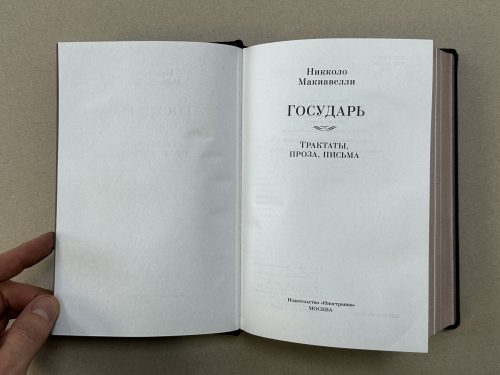 Никколо
Макиавелли
ГОСУДАРЬ
Трактаты,
проза, письма
Издательство «Иностранка»
МОСКВА